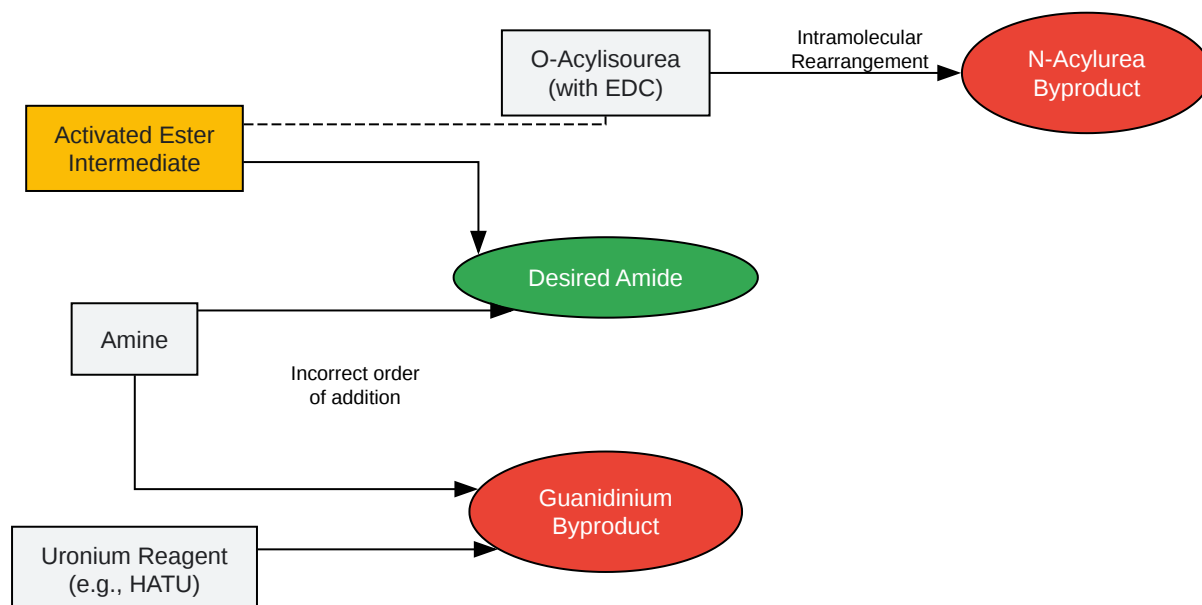 Intramolecular
Rearrangement
O-Acylisourea
(with EDC)
N-Acylurea
Byproduct
Activated Ester
Intermediate
Desired Amide
Amine
Incorrect order
of addition
Guanidinium
Byproduct
Uronium Reagent
(e.g., HATU)